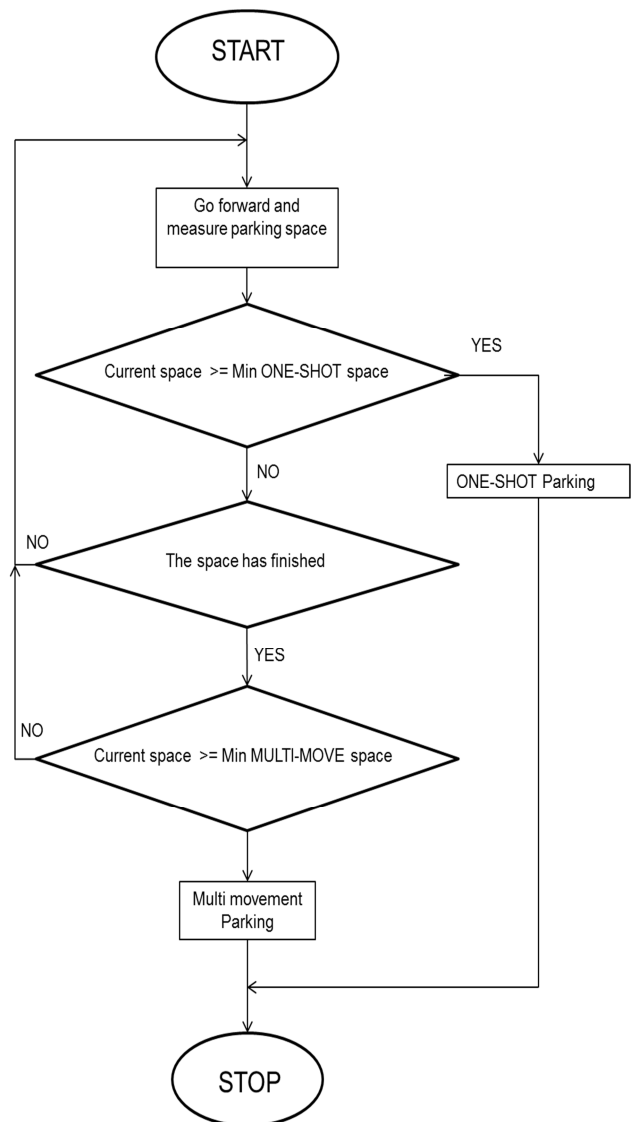 START
Go forward and
measure parking space
Current space >= Min ONE-SHOT space
YES
NO
ONE-SHOT Parking
NO
The space has finished
YES
NO
Current space >= Min MULTI-MOVE space
Multi movement
Parking
STOP